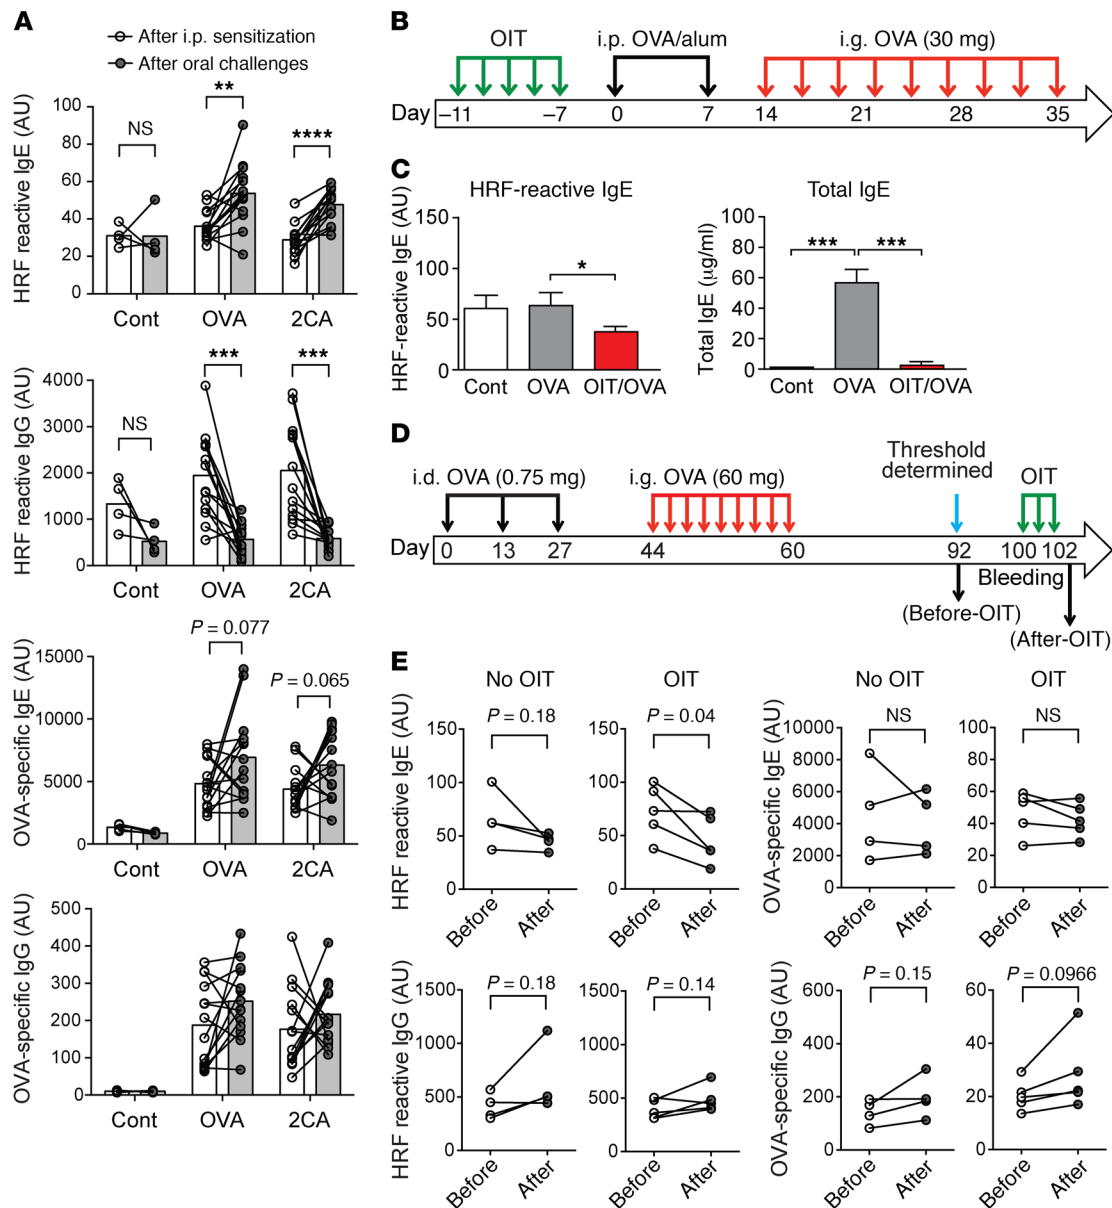 A
After i.p. sensitization
After oral challenges
HRF reactive IgE (AU)
100
80
60
40
20
0
NS
**
****
Cont
OVA
2CA
HRF reactive IgG (AU)
4000
3000
2000
1000
0
NS
***
***
Cont
OVA
2CA
OVA-specific IgE (AU)
15000
10000
5000
0
P = 0.077
P = 0.065
Cont
OVA
2CA
OVA-specific IgG (AU)
500
400
300
200
100
0
Cont
OVA
2CA
B
OIT
i.p. OVA/alum
i.g. OVA (30 mg)
Day
–11
–7
0
7
14
21
28
35
C
HRF-reactive IgE
HRF-reactive IgE (AU)
150
100
50
0
*
Cont
OVA
OIT/OVA
Total IgE
Total IgE (μg/ml)
100
80
60
40
20
0
***
***
Cont
OVA
OIT/OVA
D
i.d. OVA (0.75 mg)
i.g. OVA (60 mg)
Threshold
determined
OIT
Day
0
13
27
44
60
92
100
102
Bleeding
(Before-OIT)
(After-OIT)
E
No OIT
OIT
HRF reactive IgE (AU)
150
100
50
0
P = 0.18
Before
After
150
100
50
0
P = 0.04
Before
After
No OIT
OIT
OVA-specific IgE (AU)
10000
8000
6000
4000
2000
0
NS
Before
After
100
80
60
40
20
0
NS
Before
After
HRF reactive IgG (AU)
1500
1000
500
0
P = 0.18
Before
After
1500
1000
500
0
P = 0.14
Before
After
OVA-specific IgG (AU)
600
400
200
0
P = 0.15
Before
After
60
40
20
0
P = 0.0966
Before
After